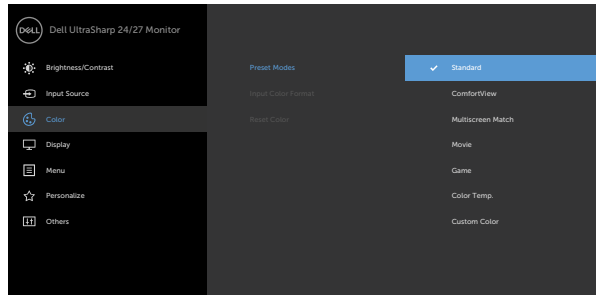 DELL Dell UltraSharp 24/27 Monitor
Brightness/Contrast Preset Modes Standard
Input Source Input Color Format ComfortView
Color Reset Color Multiscreen Match
Display Movie
Menu Game
Personalize Color Temp.
Others Custom Color